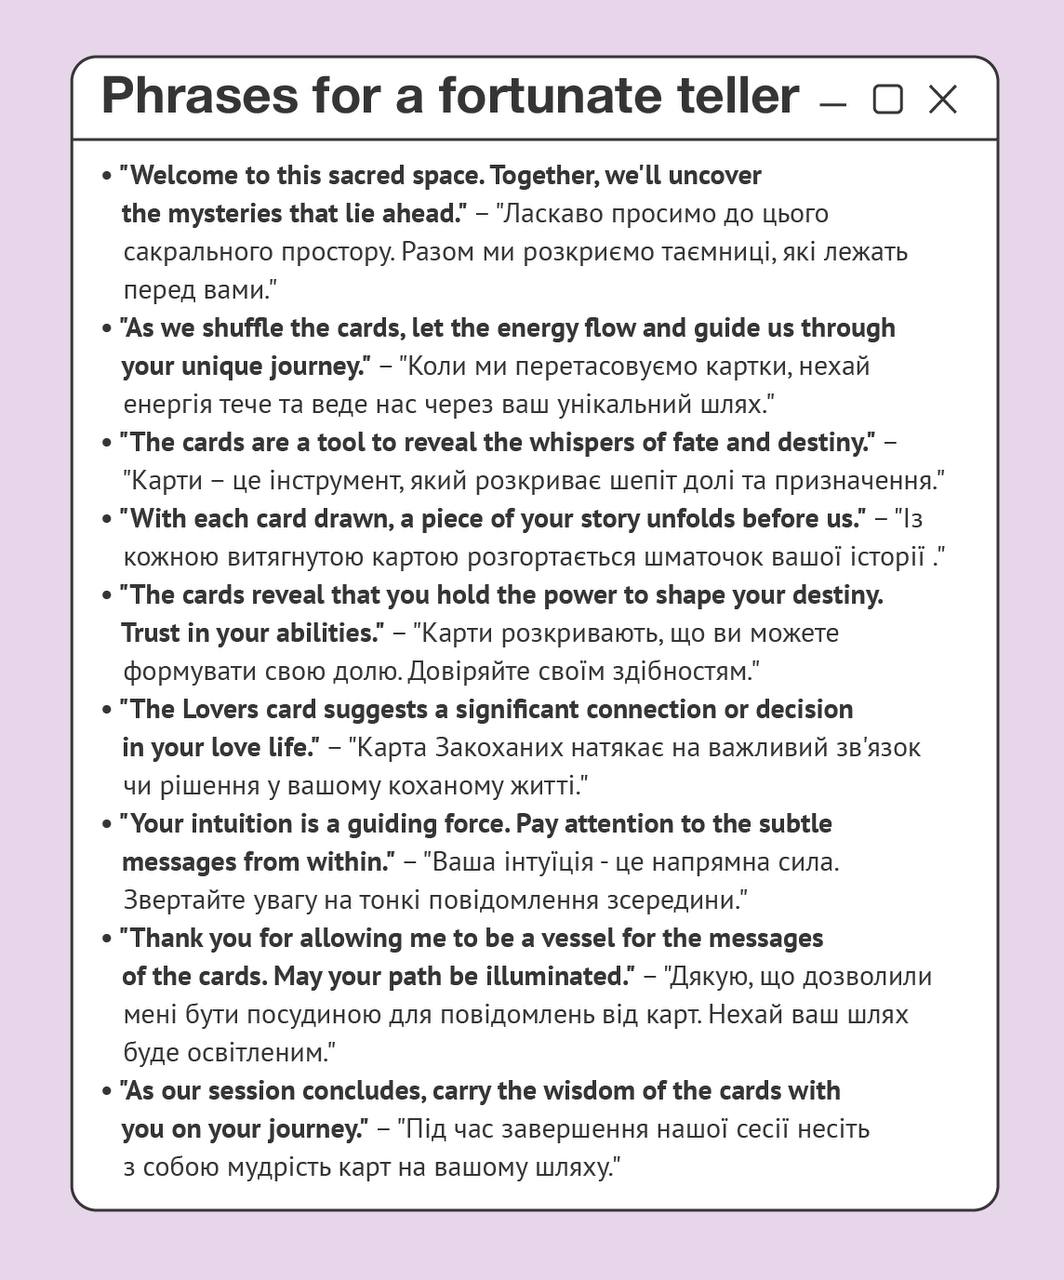 Phrases for a fortunate teller
• "Welcome to this sacred space. Together, we'll uncover
the mysteries that lie ahead." – "Ласкаво просимо до цього
сакрального простору. Разом ми розкриємо таємниці, які лежать
перед вами."
• "As we shuffle the cards, let the energy flow and guide us through
your unique journey." – "Коли ми перетасовуємо картки, нехай
енергія тече та веде нас через ваш унікальний шлях."
• "The cards are a tool to reveal the whispers of fate and destiny." –
"Карти – це інструмент, який розкриває шепіт долі та призначення."
• "With each card drawn, a piece of your story unfolds before us." – "Із
кожною витягнутою картою розгортається шматочок вашої історії ."
• "The cards reveal that you hold the power to shape your destiny.
Trust in your abilities." – "Карти розкривають, що ви можете
формувати свою долю. Довіряйте своїм здібностям."
• "The Lovers card suggests a significant connection or decision
in your love life." – "Карта Закоханих натякає на важливий зв'язок
чи рішення у вашому коханому житті."
• "Your intuition is a guiding force. Pay attention to the subtle
messages from within." – "Ваша інтуїція - це напрямна сила.
Звертайте увагу на тонкі повідомлення зсередини."
• "Thank you for allowing me to be a vessel for the messages
of the cards. May your path be illuminated." – "Дякую, що дозволили
мені бути посудиною для повідомлень від карт. Нехай ваш шлях
буде освітленим."
• "As our session concludes, carry the wisdom of the cards with
you on your journey." – "Під час завершення нашої сесії несіть
з собою мудрість карт на вашому шляху."